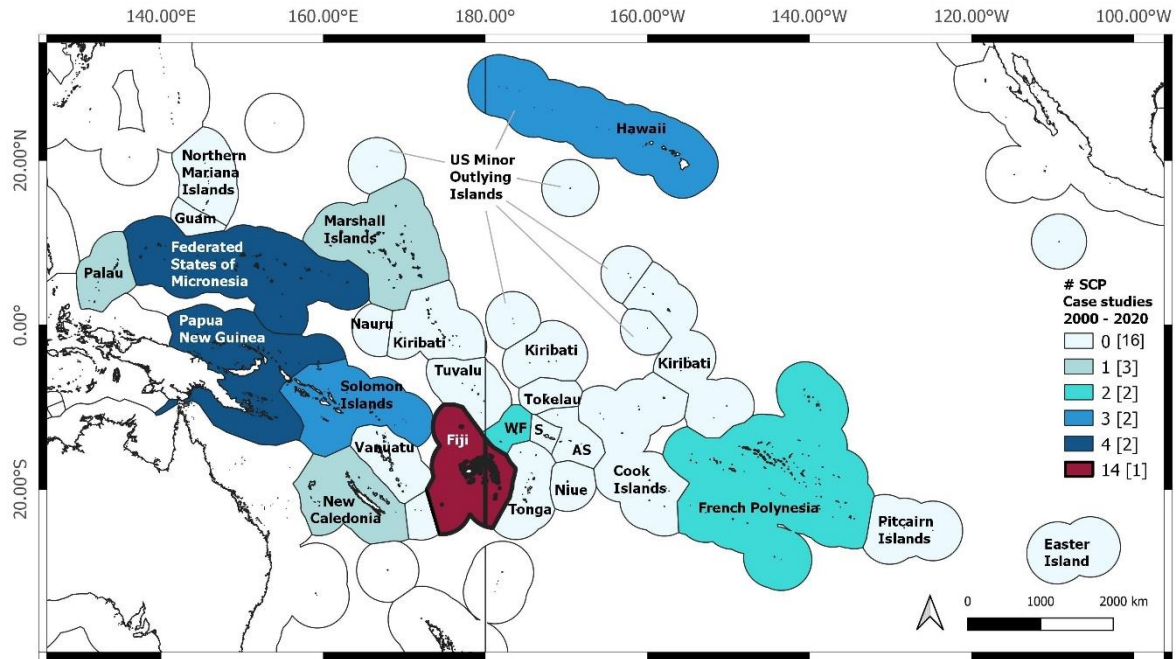 140.00°E 160.00°E 180.00° 160.00°W 140.00°W 120.00°W 100.00°W
20.00°N
0.00°
20.00°S
Hawaii
US Minor
Outlying
Islands
Northern
Mariana
Islands
Guam
Marshall
Islands
Federated
States of
Micronesia
Palau
Papua
New Guinea
Nauru
Kiribati
Kiribati
Kiribati
Tuvalu
Tokelau
Solomon
Islands
WF
S
AS
Fiji
Vanuatu
New
Caledonia
Tonga
Niue
Cook
Islands
French Polynesia
Pitcairn
Islands
Easter
Island
# SCP
Case studies
2000 - 2020
0 [16]
1 [3]
2 [2]
3 [2]
4 [2]
14 [1]
0 1000 2000 km